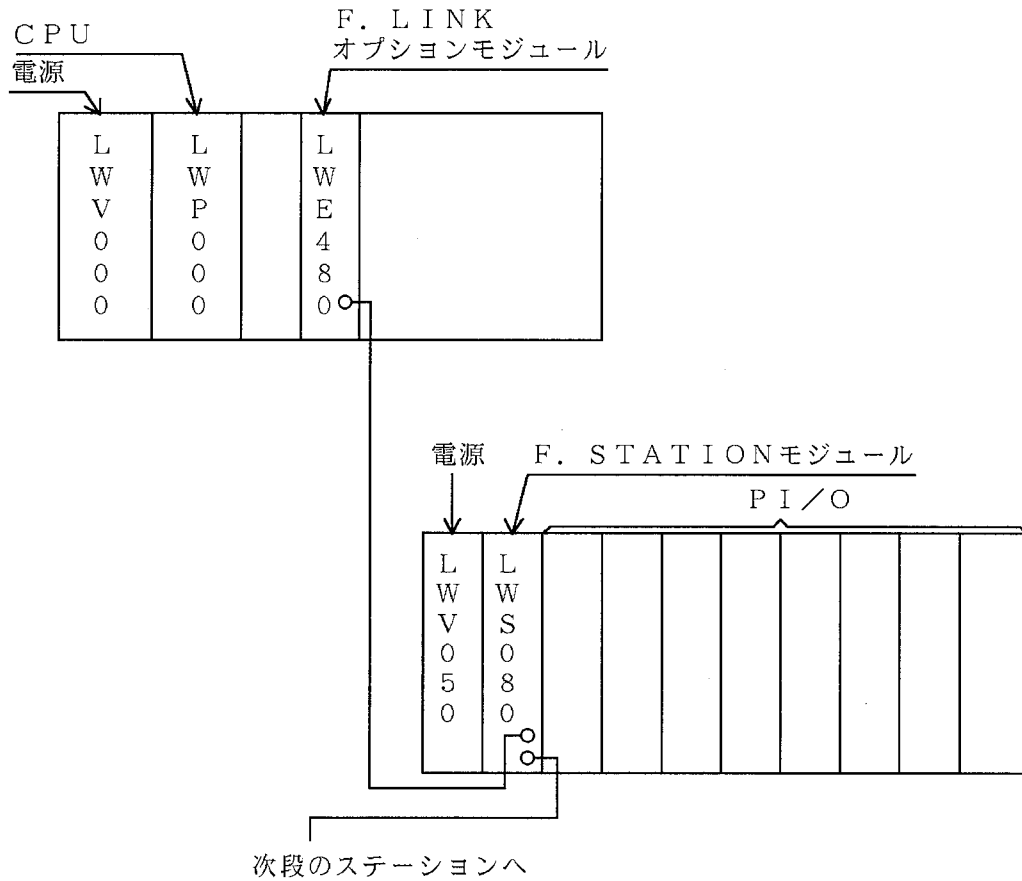 CPU
電源
F. LINK
オプションモジュール
LWV000
LWP000
LWE480
電源
F. STATIONモジュール
PI/O
LWV050
LWS080
次段のステーションへ